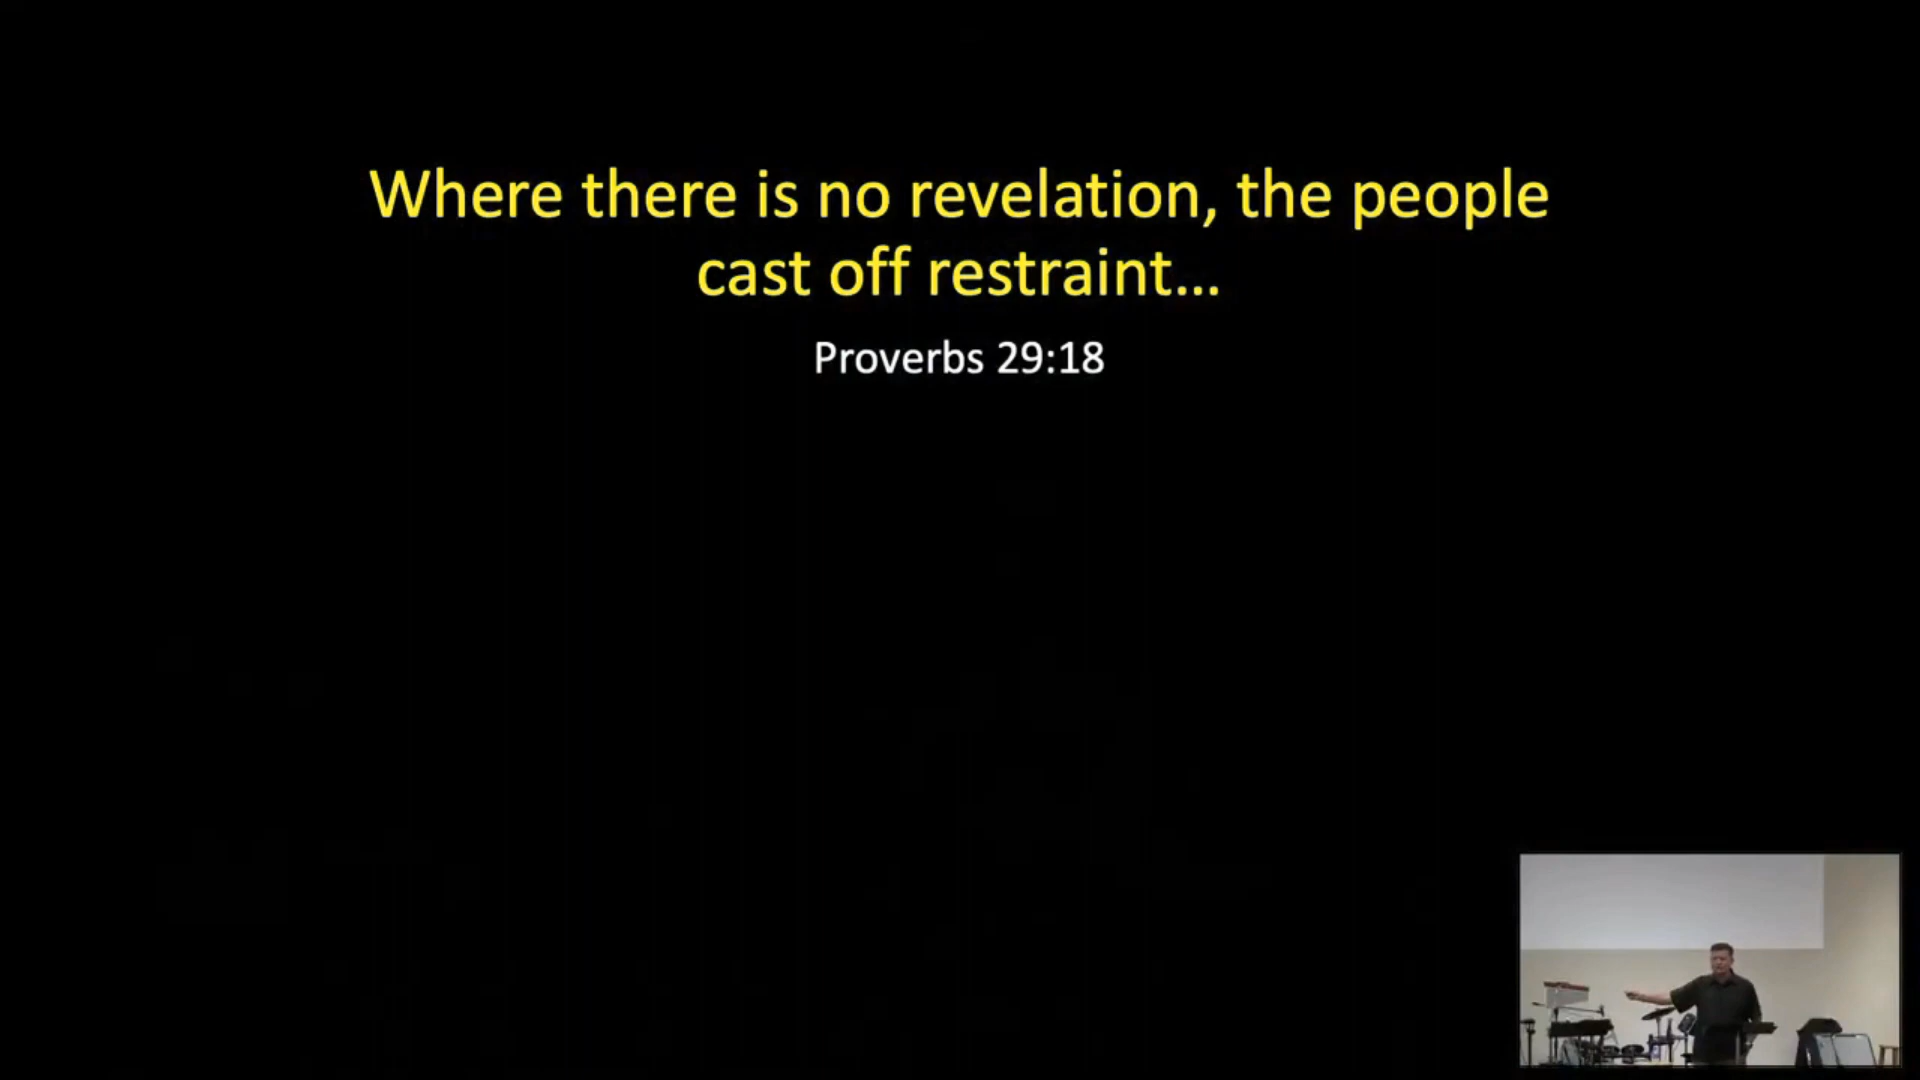 Where there is no revelation, the people
cast off restraint...
Proverbs 29:18